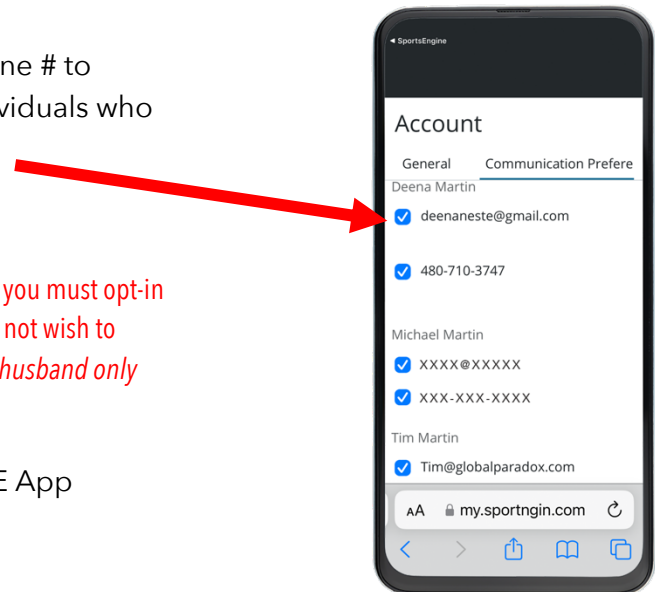 ne # to
viduals who
you must opt-in
not wish to
husband only
E App
◄ SportsEngine
Account
General Communication Prefere
Deena Martin
deenaneste@gmail.com
480-710-3747
Michael Martin
XXXX@XXXXX
XXX-XXX-XXXX
Tim Martin
Tim@globalparadox.com
AA my.sportngin.com